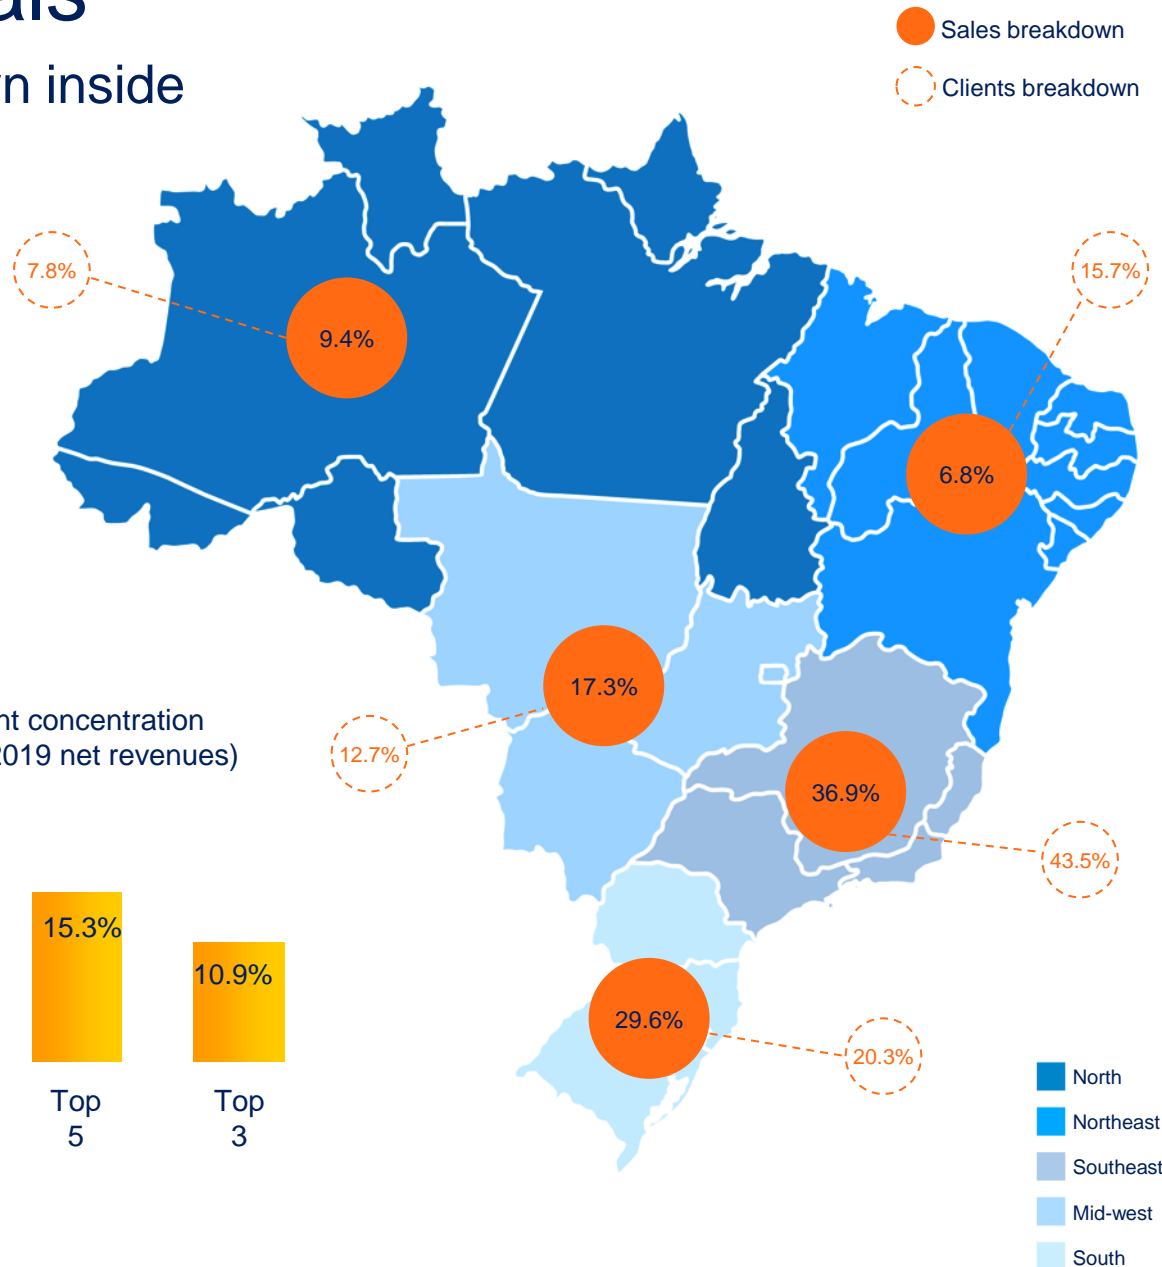 Sales breakdown
n inside
Clients breakdown
7.8%
15.7%
9.4%
6.8%
17.3%
nt concentration
2019 net revenues)
12.7%
36.9%
43.5%
15.3%
10.9%
29.6%
20.3%
Top
5
Top
3
North
Northeast
Southeast
Mid-west
South